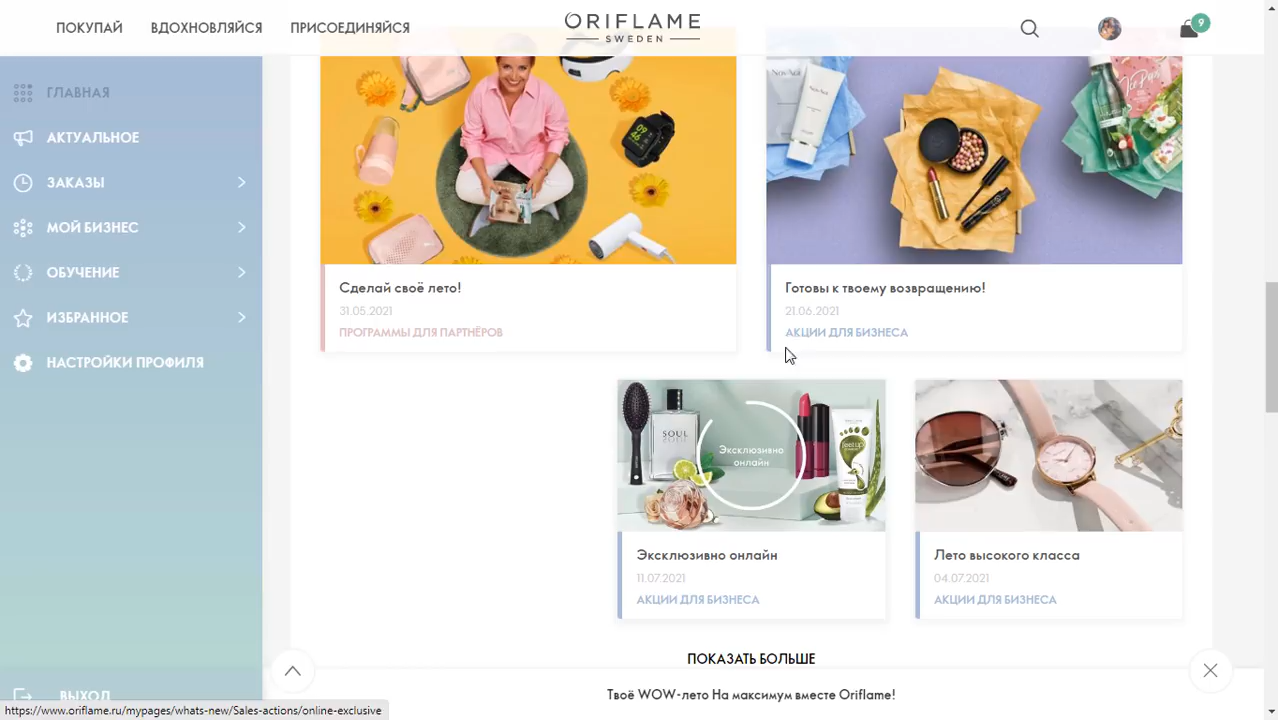 ПОКУПАЙ
ВДОХНОВЛЯЙСЯ
ПРИСОЕДИНЯЙСЯ
ORIFLAME
SWEDEN
9
ГЛАВНАЯ
АКТУАЛЬНОЕ
ЗАКАЗЫ
МОЙ БИЗНЕС
ОБУЧЕНИЕ
ИЗБРАННОЕ
НАСТРОЙКИ ПРОФИЛЯ
ВЫХОД
Сделай своё лето!
31.05.2021
ПРОГРАММЫ ДЛЯ ПАРТНЁРОВ
Готовы к твоему возвращению!
21.06.2021
АКЦИИ ДЛЯ БИЗНЕСА
SOUL
Эксклюзивно
онлайн
Эксклюзивно онлайн
11.07.2021
АКЦИИ ДЛЯ БИЗНЕСА
Лето высокого класса
04.07.2021
АКЦИИ ДЛЯ БИЗНЕСА
ПОКАЗАТЬ БОЛЬШЕ
Твоё WOW-лето На максимум вместе Oriflame!
https://www.oriflame.ru/mypages/whats-new/Sales-actions/online-exclusive